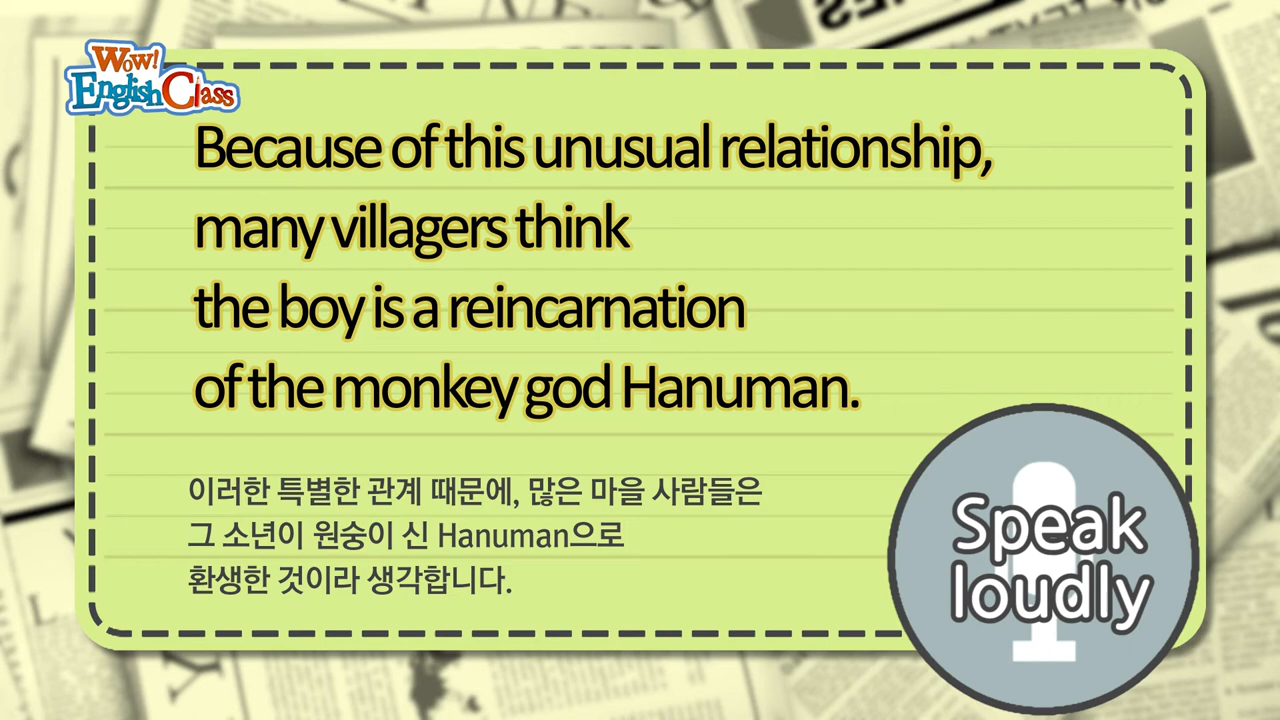 Wow!
English Class
Because of this unusual relationship,
many villagers think
the boy is a reincarnation
of the monkey god Hanuman.
이러한 특별한 관계 때문에, 많은 마을 사람들은
그 소년이 원숭이 신 Hanuman으로
환생한 것이라 생각합니다.
Speak
loudly